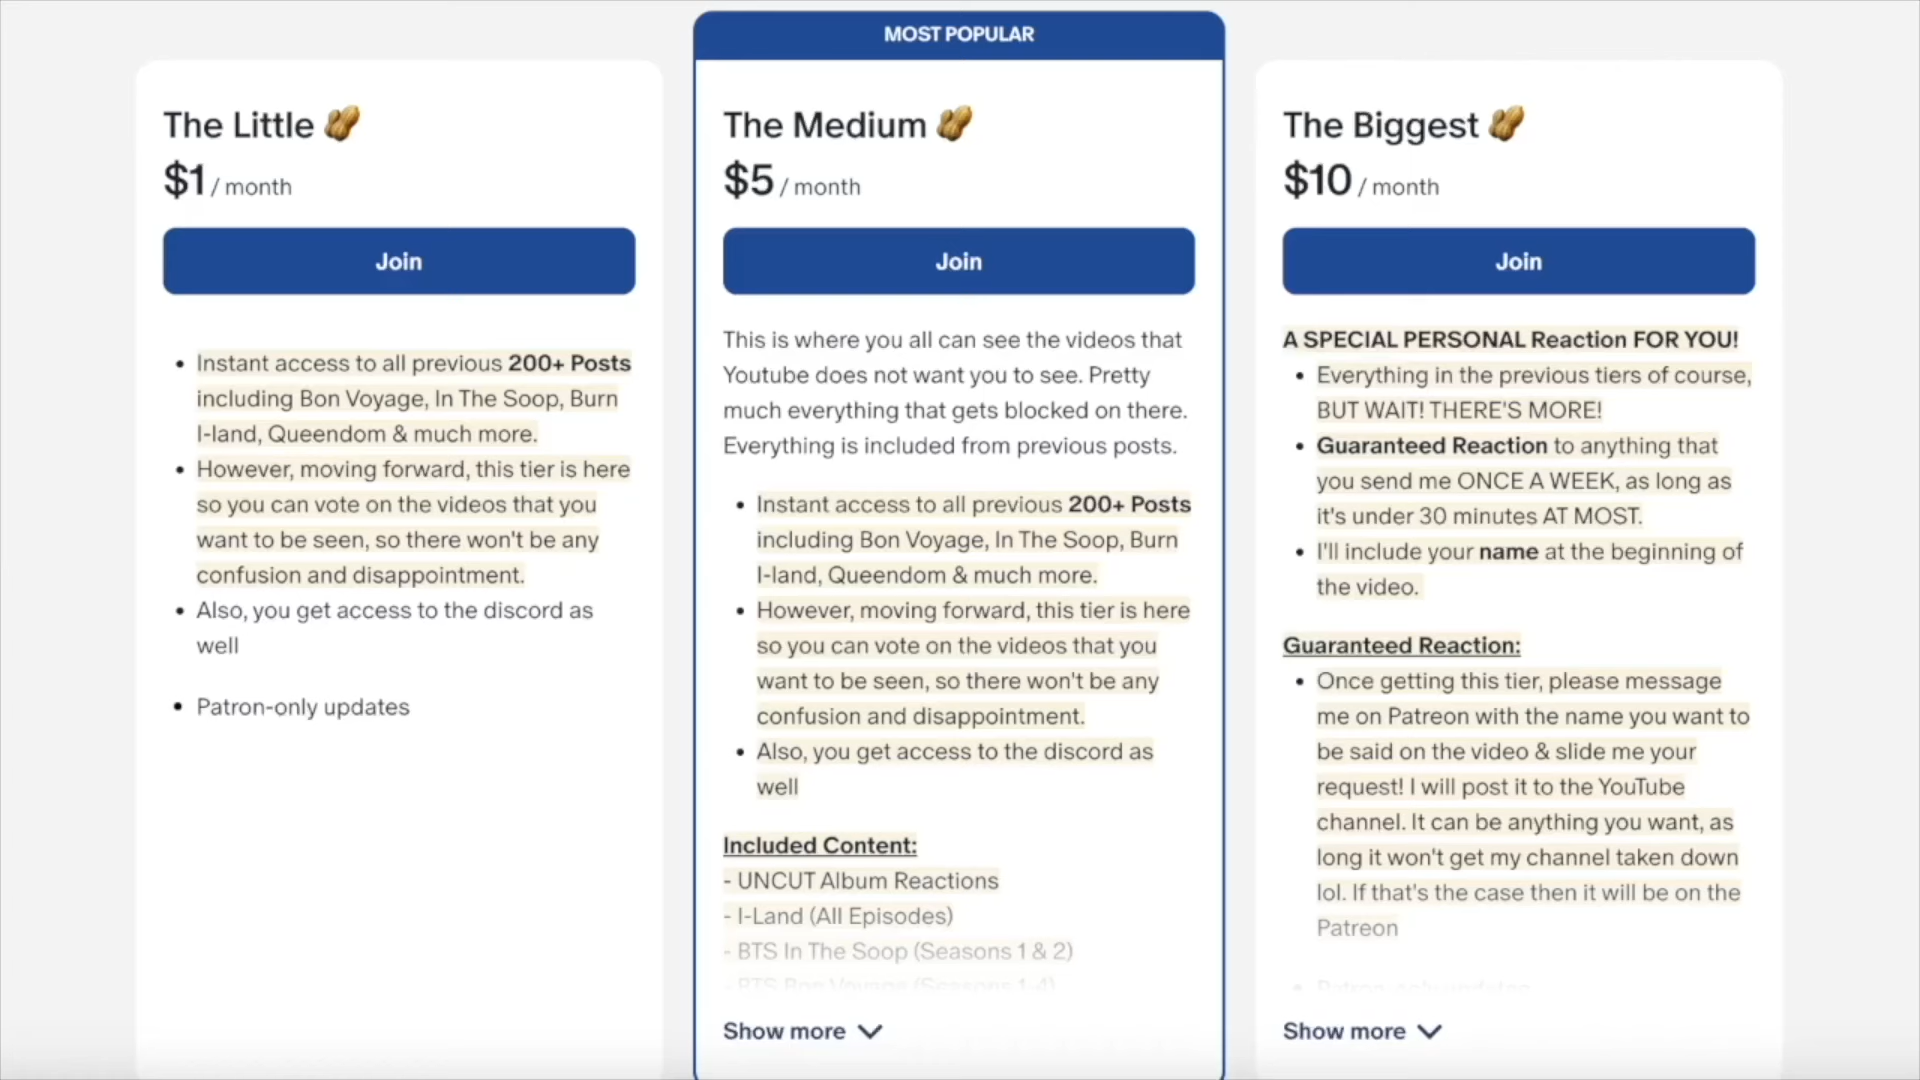 MOST POPULAR
The Little 🥜
$1 / month
Join
• Instant access to all previous 200+ Posts
including Bon Voyage, In The Soop, Burn
I-land, Queendom & much more.
• However, moving forward, this tier is here
so you can vote on the videos that you
want to be seen, so there won't be any
confusion and disappointment.
• Also, you get access to the discord as
well
• Patron-only updates
The Medium 🥜
$5 / month
Join
This is where you all can see the videos that
Youtube does not want you to see. Pretty
much everything that gets blocked on there.
Everything is included from previous posts.
• Instant access to all previous 200+ Posts
including Bon Voyage, In The Soop, Burn
I-land, Queendom & much more.
• However, moving forward, this tier is here
so you can vote on the videos that you
want to be seen, so there won't be any
confusion and disappointment.
• Also, you get access to the discord as
well
Included Content:
- UNCUT Album Reactions
- I-Land (All Episodes)
- BTS In The Soop (Seasons 1 & 2)
- BTS Bon Voyage (Seasons 1-4)
Show more
The Biggest 🥜
$10 / month
Join
A SPECIAL PERSONAL Reaction FOR YOU!
• Everything in the previous tiers of course,
BUT WAIT! THERE'S MORE!
• Guaranteed Reaction to anything that
you send me ONCE A WEEK, as long as
it's under 30 minutes AT MOST.
• I'll include your name at the beginning of
the video.
Guaranteed Reaction:
• Once getting this tier, please message
me on Patreon with the name you want to
be said on the video & slide me your
request! I will post it to the YouTube
channel. It can be anything you want, as
long it won't get my channel taken down
lol. If that's the case then it will be on the
Patreon
• Patron-only updates
Show more